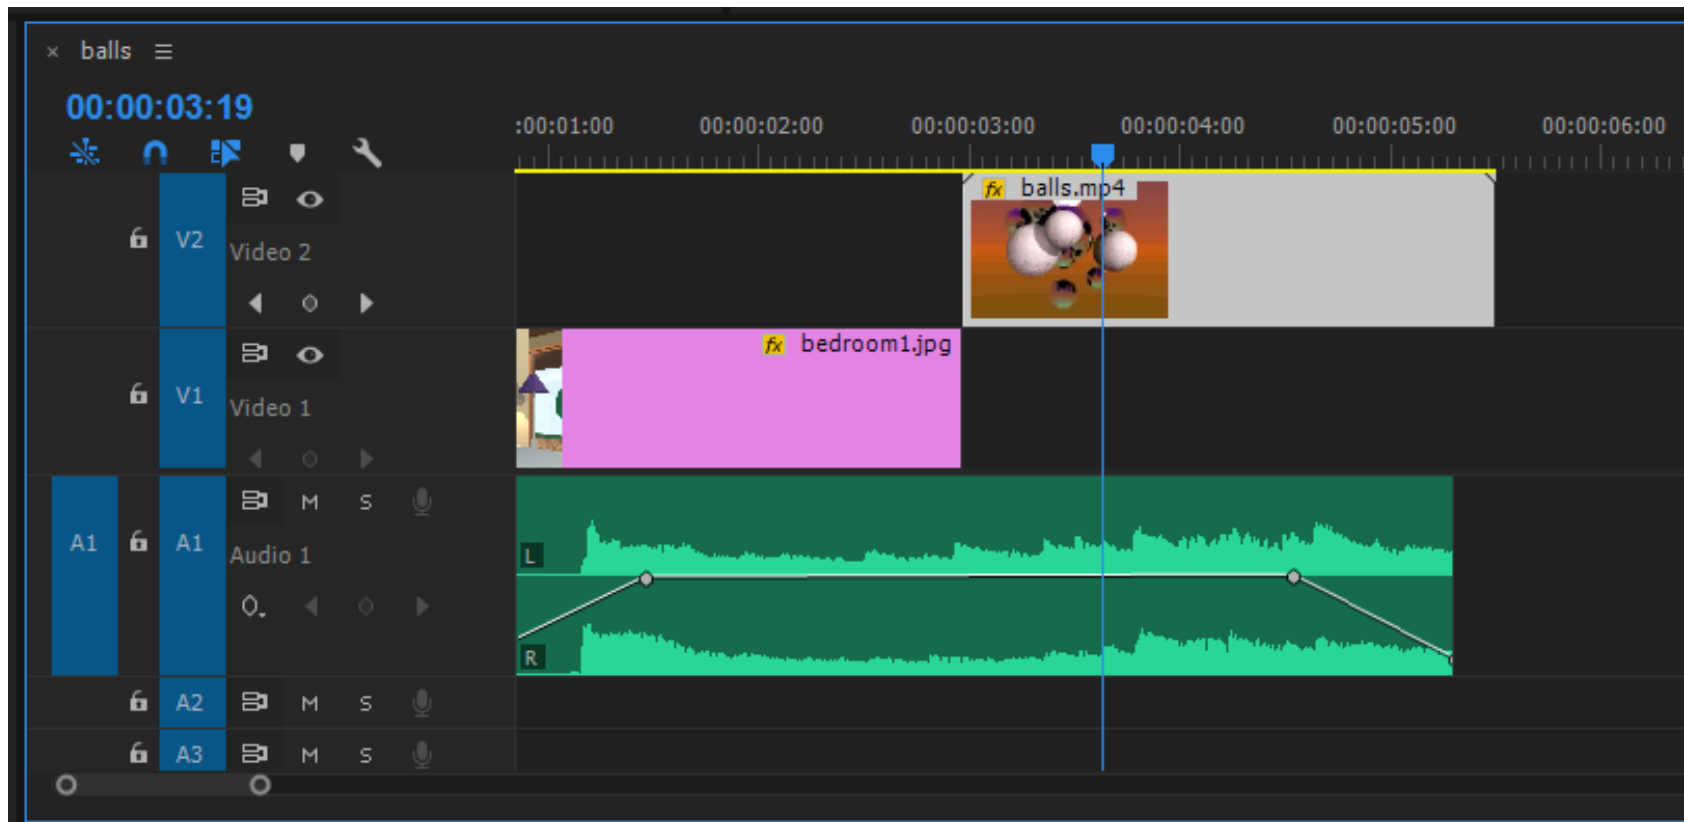 × balls
00:00:03:19
:00:01:00 00:00:02:00 00:00:03:00 00:00:04:00 00:00:05:00 00:00:06:00
fx balls.mp4
V2
Video 2
fx bedroom1.jpg
V1
Video 1
M S
A1 A1 L
Audio 1
R
A2 M S
A3 M S